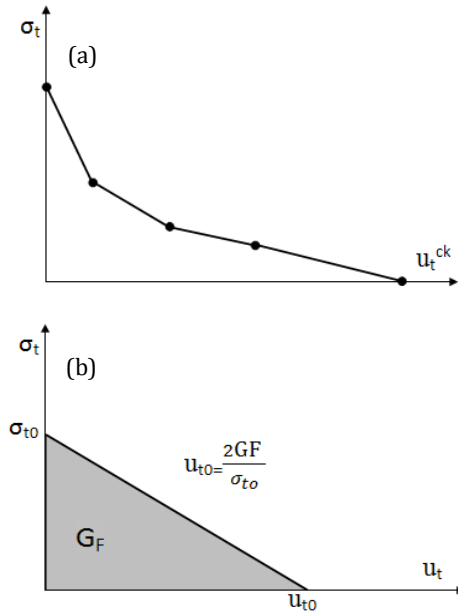 σt
(a)
ut ck
σt
(b)
σt0
ut0= 2GF
σto
GF
ut
ut0